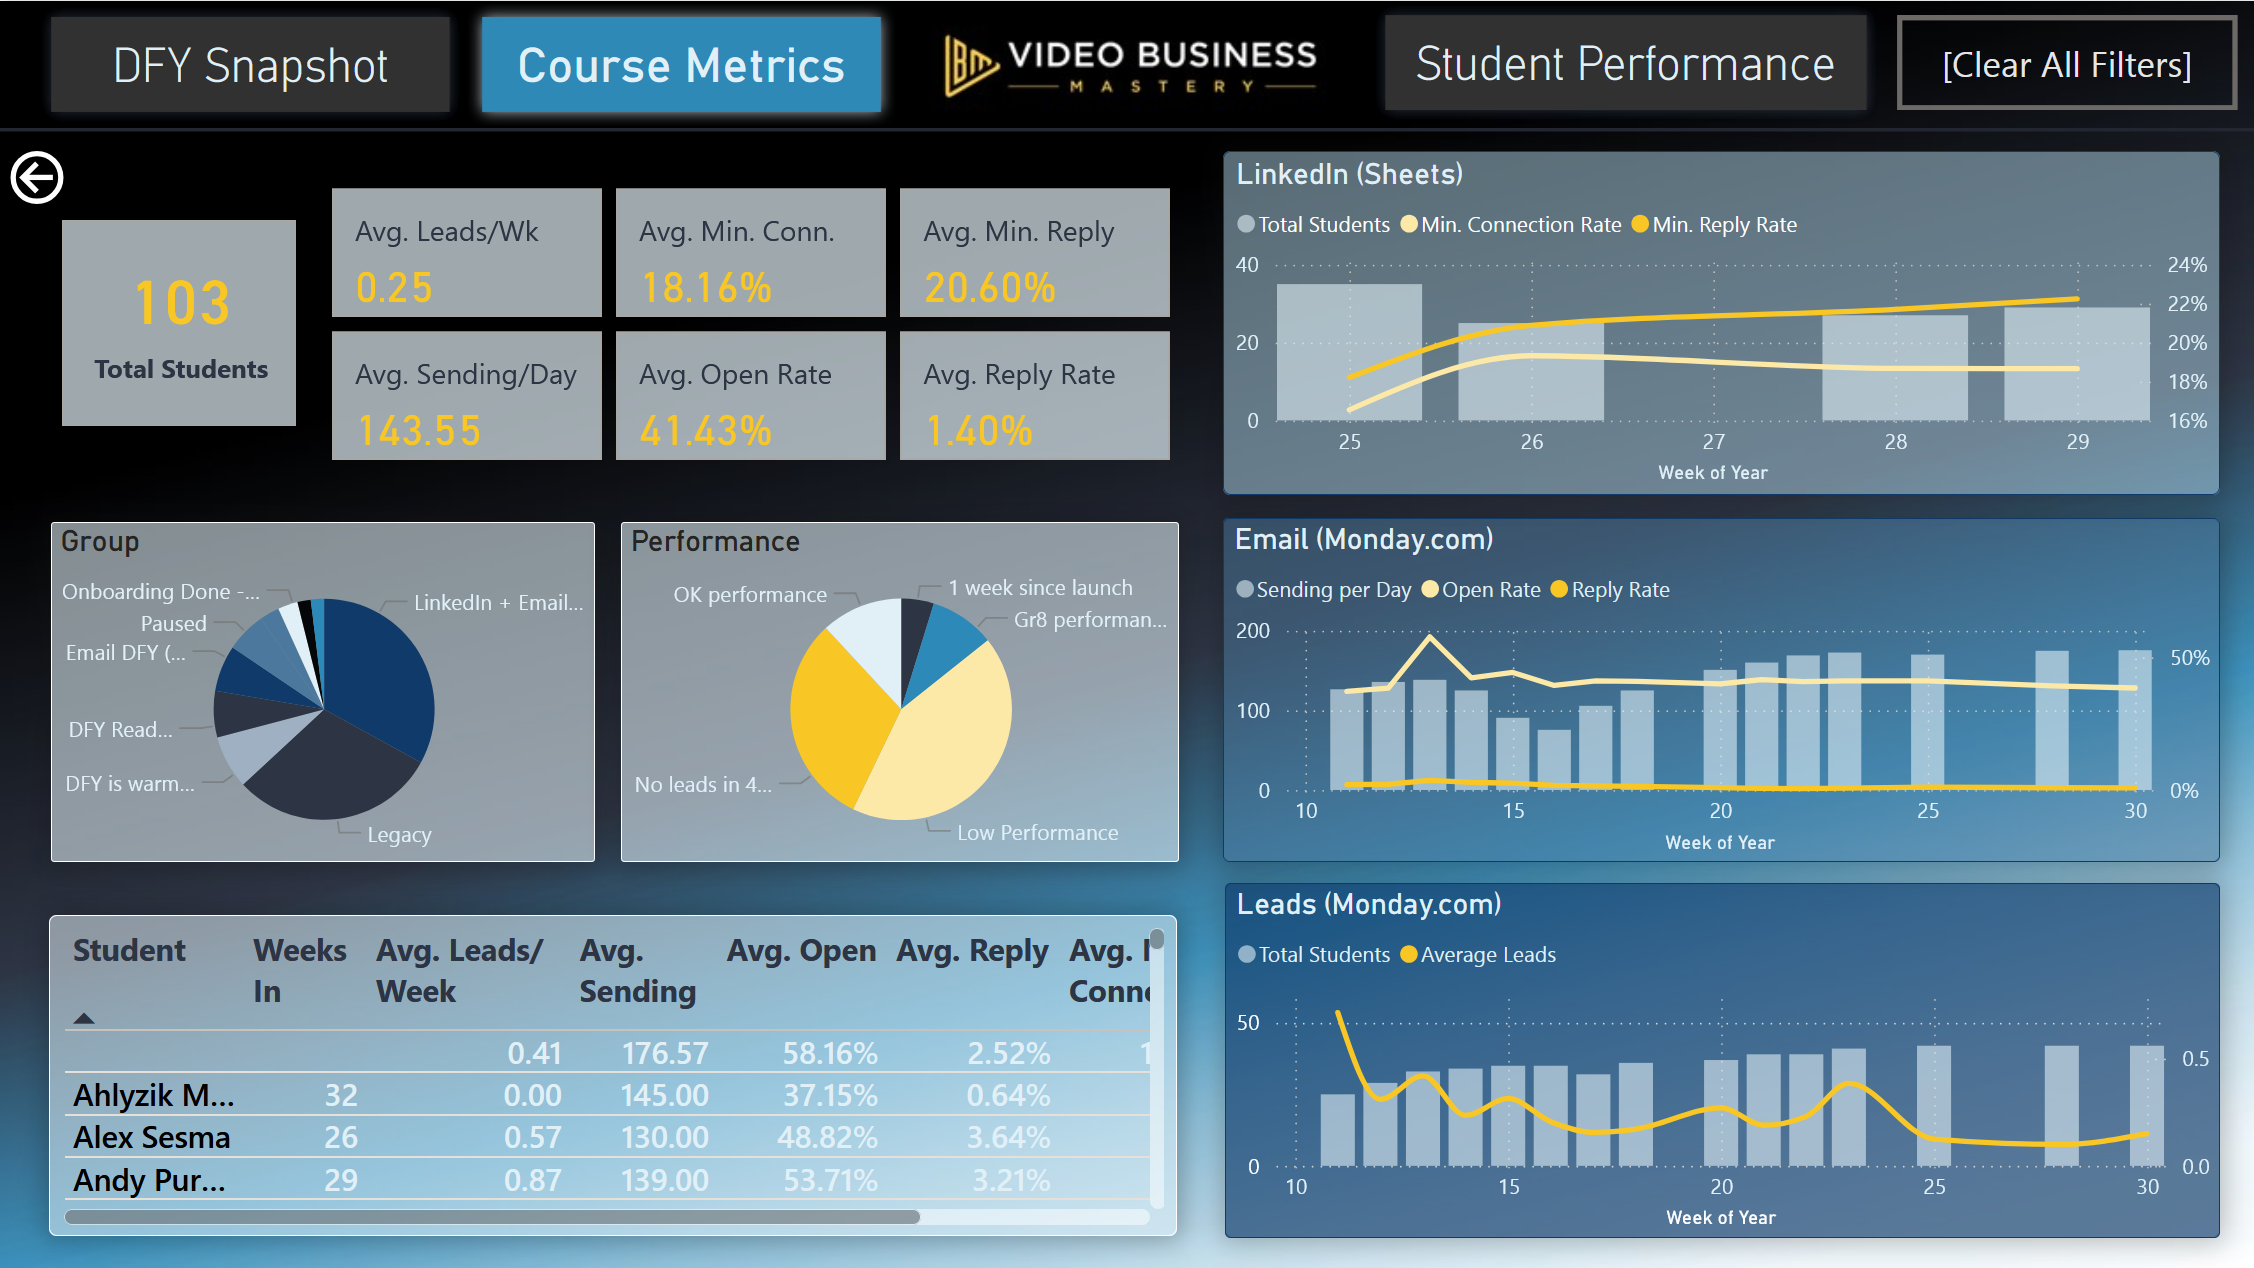 DFY Snapshot
Course Metrics
VIDEO BUSINESS
MASTERY
Student Performance
[Clear All Filters]
103
Total Students
Avg. Leads/Wk
0.25
Avg. Min. Conn.
18.16%
Avg. Min. Reply
20.60%
Avg. Sending/Day
143.55
Avg. Open Rate
41.43%
Avg. Reply Rate
1.40%
LinkedIn (Sheets)
Total Students Min. Connection Rate Min. Reply Rate
40
20
0
24%
22%
20%
18%
16%
25 26 27 28 29
Week of Year
Group
Onboarding Done -...
Paused
Email DFY (...
DFY Read...
DFY is warm...
LinkedIn + Email...
Legacy
Performance
OK performance
1 week since launch
Gr8 performan...
No leads in 4...
Low Performance
Email (Monday.com)
Sending per Day Open Rate Reply Rate
200
100
0
50%
0%
10 15 20 25 30
Week of Year
Student Weeks In Avg. Leads/ Week Avg. Sending Avg. Open Avg. Reply Avg. Conn
0.41 176.57 58.16% 2.52% 1
Ahlyzik M... 32 0.00 145.00 37.15% 0.64%
Alex Sesma 26 0.57 130.00 48.82% 3.64%
Andy Pur... 29 0.87 139.00 53.71% 3.21%
Leads (Monday.com)
Total Students Average Leads
50
0
0.5
0.0
10 15 20 25 30
Week of Year